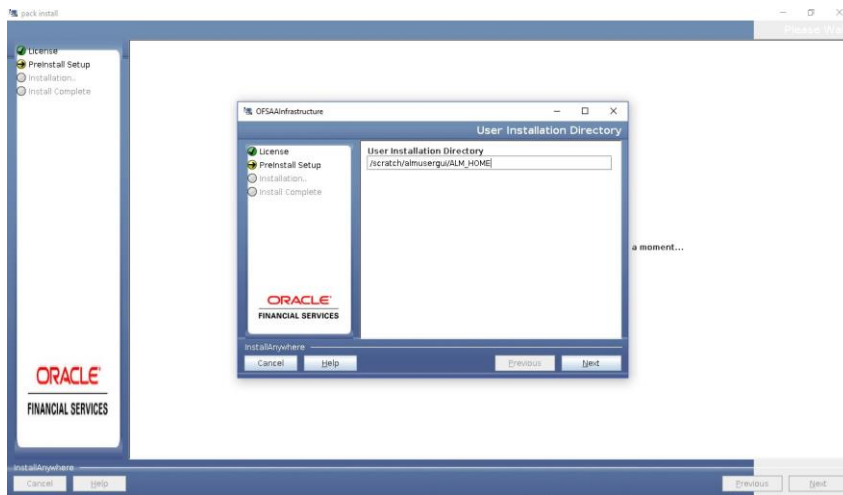 pack install
Please Wa
License
PreInstall Setup
Installation..
Install Complete
OFSAAInfrastructure
User Installation Directory
License
PreInstall Setup
Installation..
Install Complete
User Installation Directory
/scratch/almusergui/ALM_HOME
ORACLE
FINANCIAL SERVICES
InstallAnywhere
Cancel
Help
Previous
Next
a moment...
ORACLE
FINANCIAL SERVICES
InstallAnywhere
Cancel
Help
Previous
Next